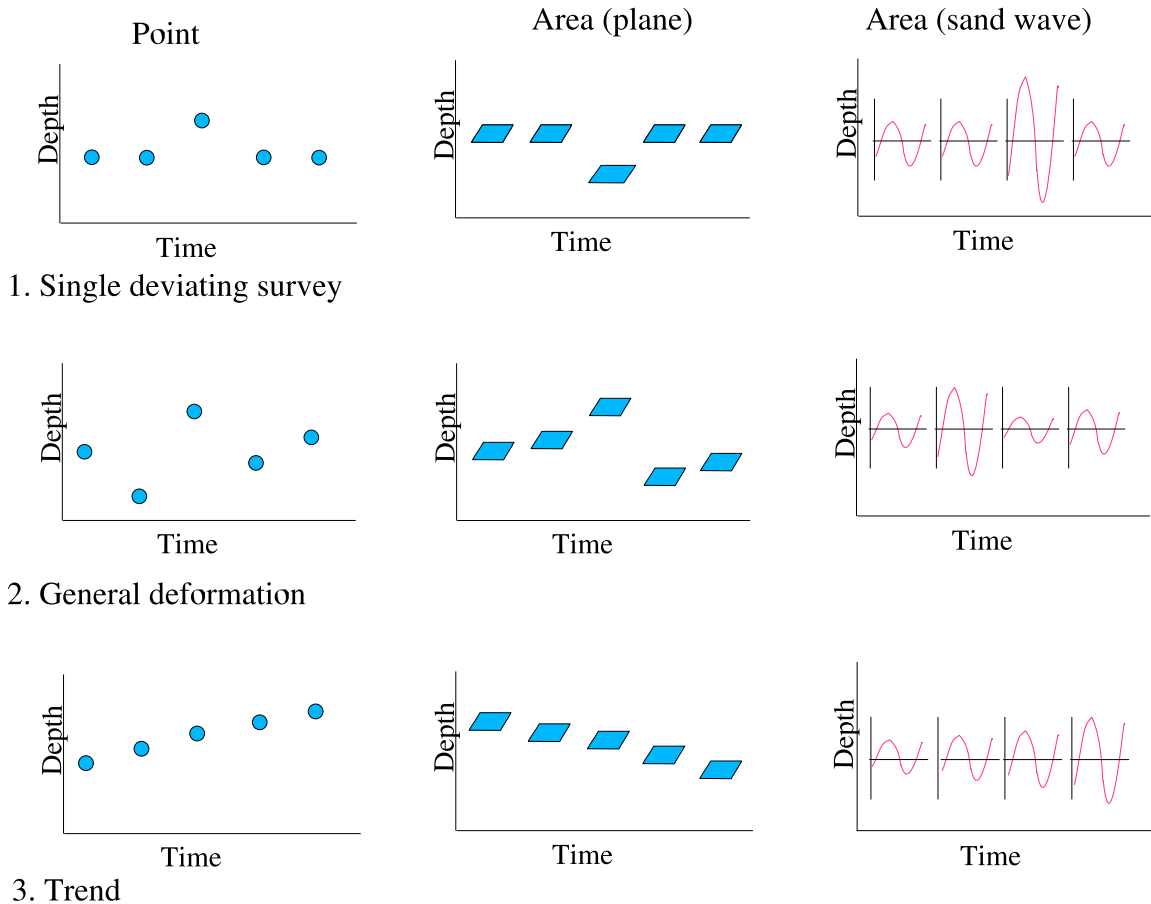 Point
Area (plane)
Area (sand wave)
Depth
Depth
Depth
Time
Time
Time
1. Single deviating survey
Depth
Depth
Depth
Time
Time
Time
2. General deformation
Depth
Depth
Depth
Time
Time
Time
3. Trend